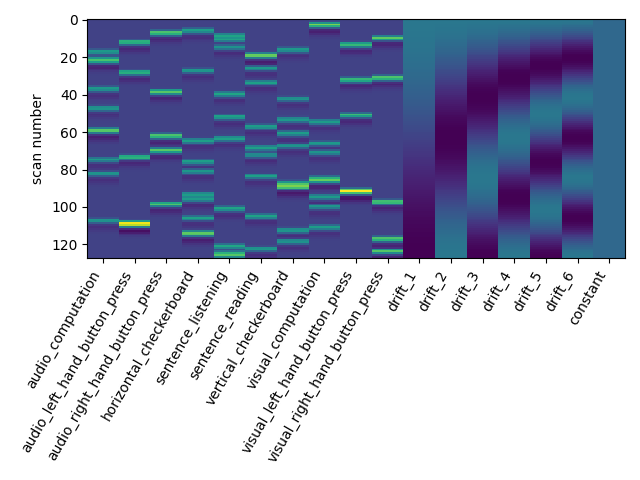 0
20
40
60
80
100
120
scan number
audio_computation
audio_left_hand_button_press
audio_right_hand_button_press
horizontal_checkerboard
sentence_listening
sentence_reading
vertical_checkerboard
visual_computation
visual_left_hand_button_press
visual_right_hand_button_press
drift_1
drift_2
drift_3
drift_4
drift_5
drift_6
constant